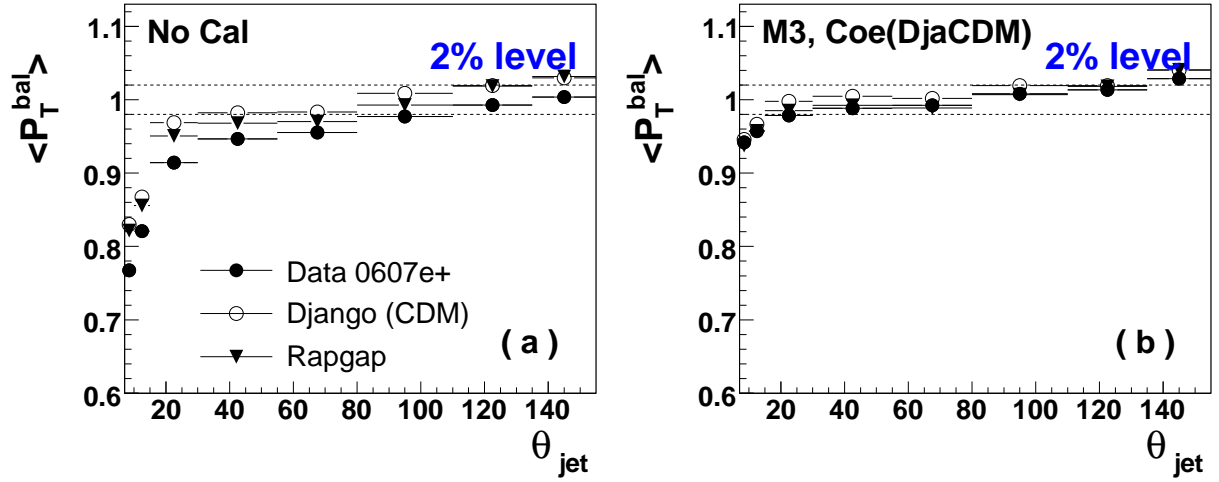 No Cal
2% level
<P_T^bal>
1.1
1
0.9
0.8
0.7
0.6
Data 0607e+
Django (CDM)
Rapgap
( a )
20 40 60 80 100 120 140
θ_jet
M3, Coe(DjaCDM)
2% level
<P_T^bal>
1.1
1
0.9
0.8
0.7
0.6
( b )
20 40 60 80 100 120 140
θ_jet